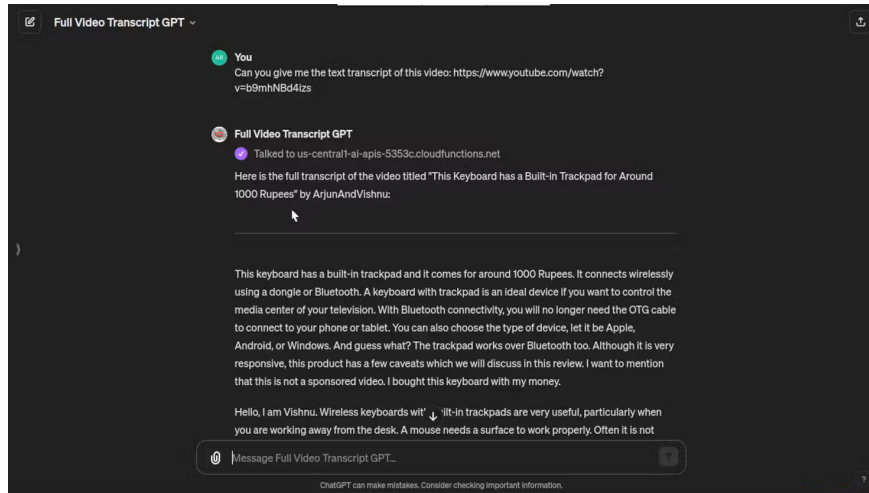 Full Video Transcript GPT
AR
You
Can you give me the text transcript of this video: https://www.youtube.com/watch?
v=b9mhNBd4lzs
Full Video Transcript GPT
Talked to us-central1-ai-apis-5353c.cloudfunctions.net
Here is the full transcript of the video titled "This Keyboard has a Built-in Trackpad for Around
1000 Rupees" by ArjunAndVishnu:
This keyboard has a built-in trackpad and it comes for around 1000 Rupees. It connects wirelessly
using a dongle or Bluetooth. A keyboard with trackpad is an ideal device if you want to control the
media center of your television. With Bluetooth connectivity, you will no longer need the OTG cable
to connect to your phone or tablet. You can also choose the type of device, let it be Apple,
Android, or Windows. And guess what? The trackpad works over Bluetooth too. Although it is very
responsive, this product has a few caveats which we will discuss in this review. I want to mention
that this is not a sponsored video. I bought this keyboard with my money.
Hello, I am Vishnu. Wireless keyboards wit ilt-in trackpads are very useful, particularly when
you are working away from the desk. A mouse needs a surface to work properly. Often it is not
Message Full Video Transcript GPT...
ChatGPT can make mistakes. Consider checking important information.
?